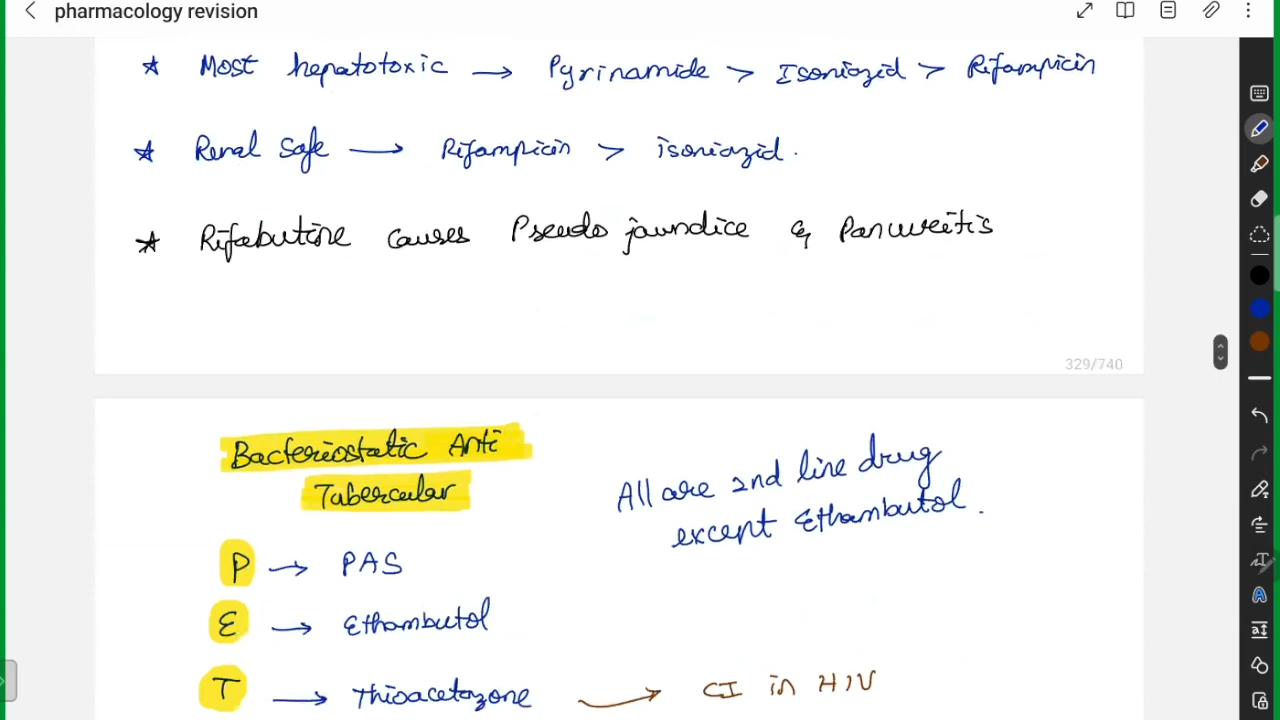 pharmacology revision
☆ Most hepatotoxic → Pyrinamide > Isoniazid > Rifampicin
☆ Renal Safe → Rifampicin > isoniazid.
☆ Rifabutine causes Pseudo jaundice & Pancreitis
329/740
Bacteriostatic Anti
Tubercular
All are 2nd line drug
except Ethambutol.
P → PAS
E → Ethambutol
T → Thioacetazone → CI in HIV